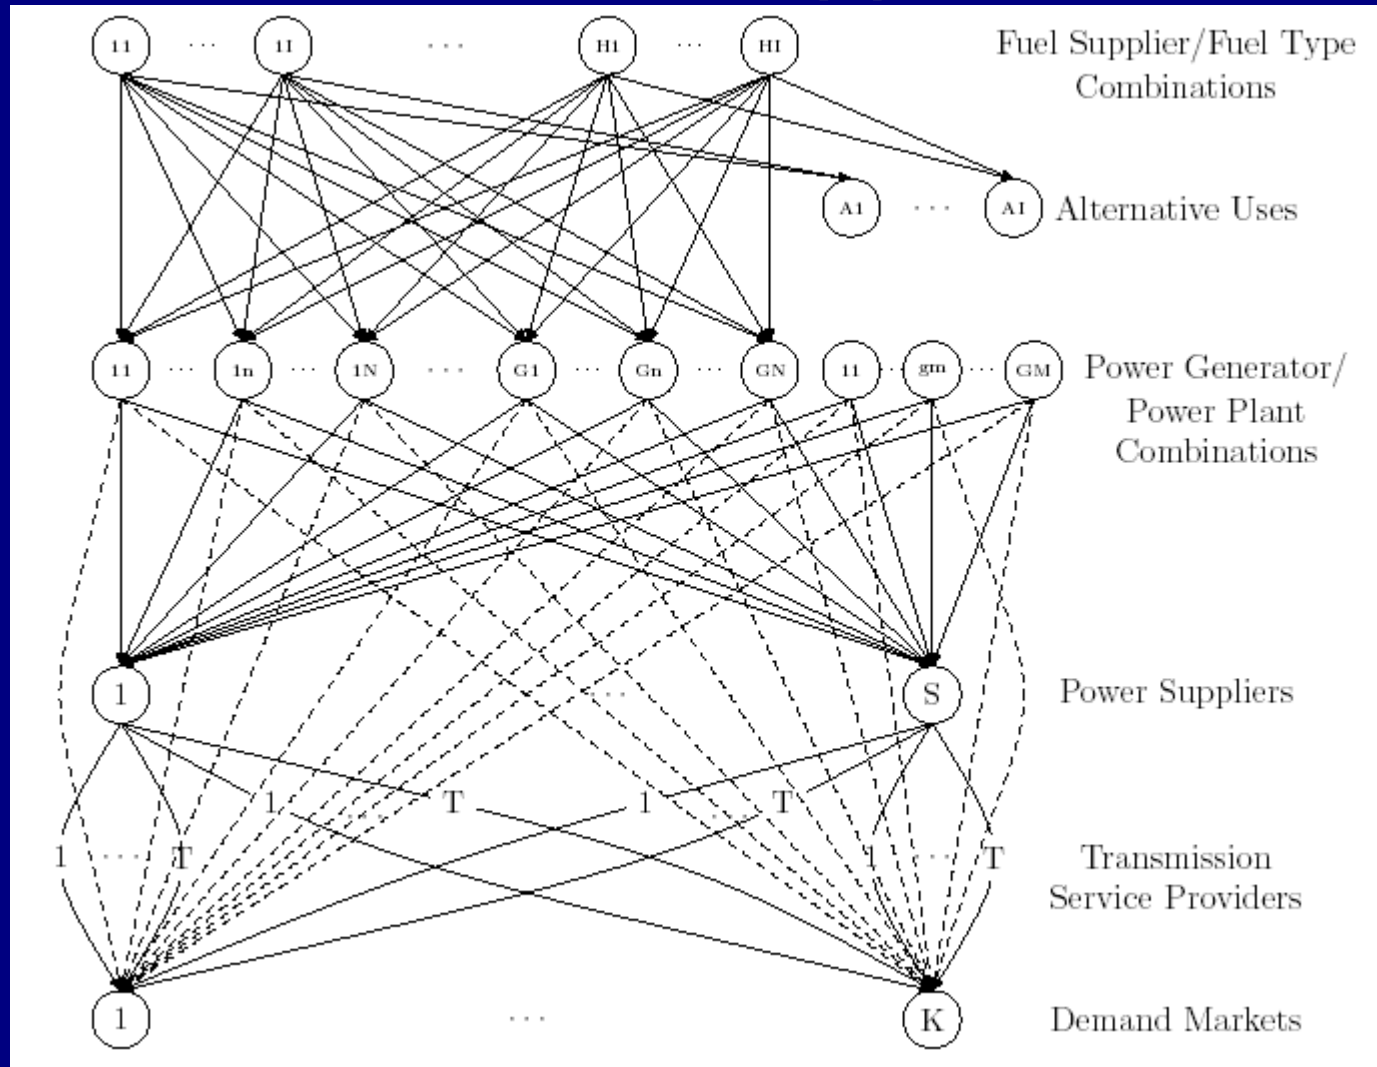 11 ··· 1I ··· H1 ··· HI Fuel Supplier/Fuel Type
Combinations
A1 ··· AI Alternative Uses
11 ··· 1n ··· 1N ··· G1 ··· Gn ··· GN 11 ··· gm ··· GM Power Generator/
Power Plant
Combinations
1 ··· S Power Suppliers
1 ··· T 1 ··· T
1 ··· T 1 ··· T Transmission
Service Providers
1 ··· K Demand Markets